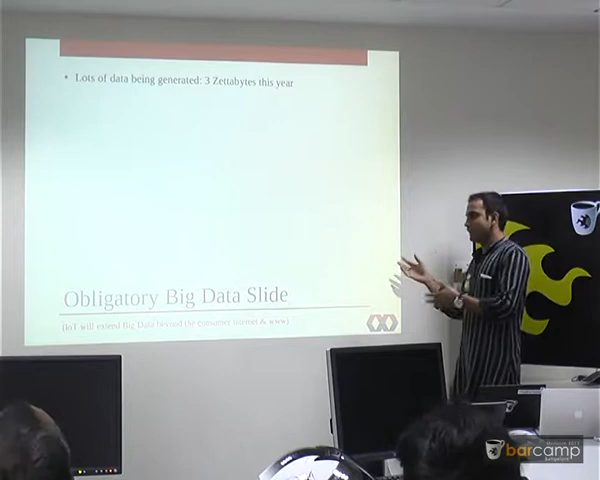 • Lots of data being generated: 3 Zettabytes this year
Obligatory Big Data Slide
(IoT will extend Big Data beyond the consumer internet & www)
barcamp